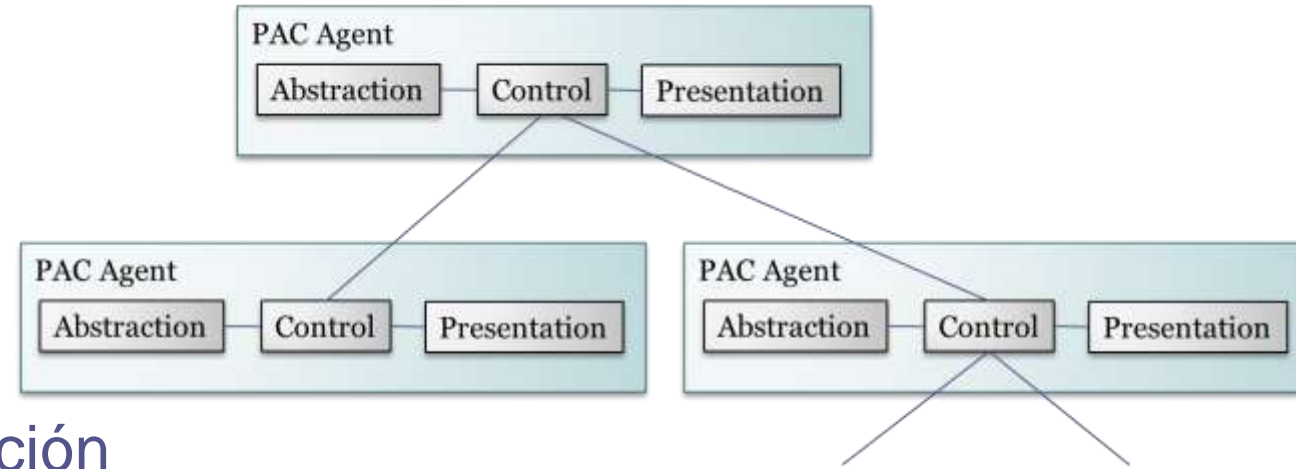 PAC Agent
Abstraction Control Presentation
PAC Agent
Abstraction Control Presentation
PAC Agent
Abstraction Control Presentation
ción